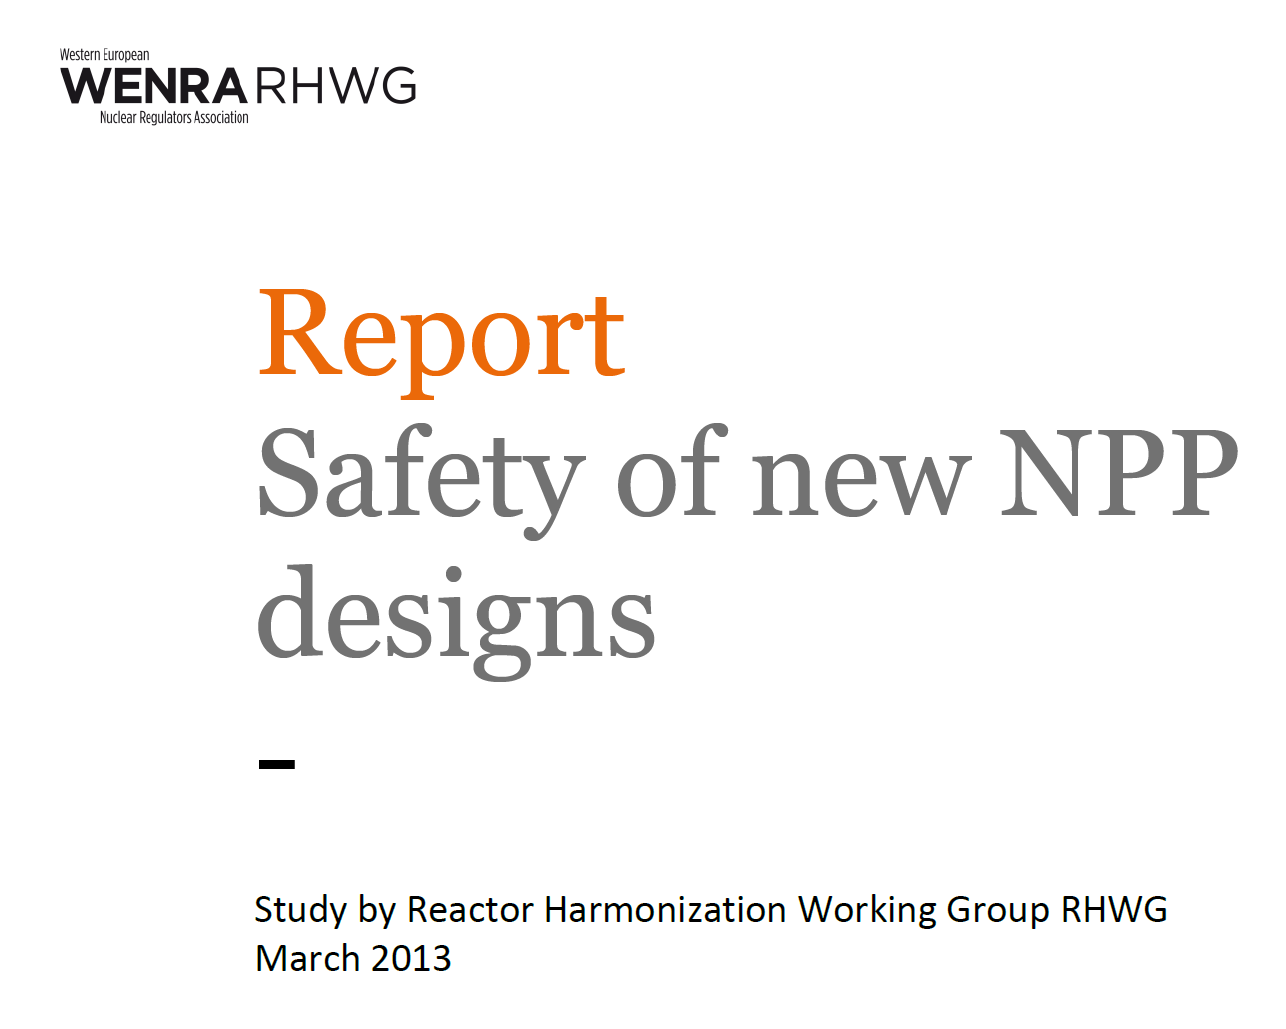 Western European
WENRA RHWG
Nuclear Regulators Association
Report
Safety of new NPP
designs
–
Study by Reactor Harmonization Working Group RHWG
March 2013